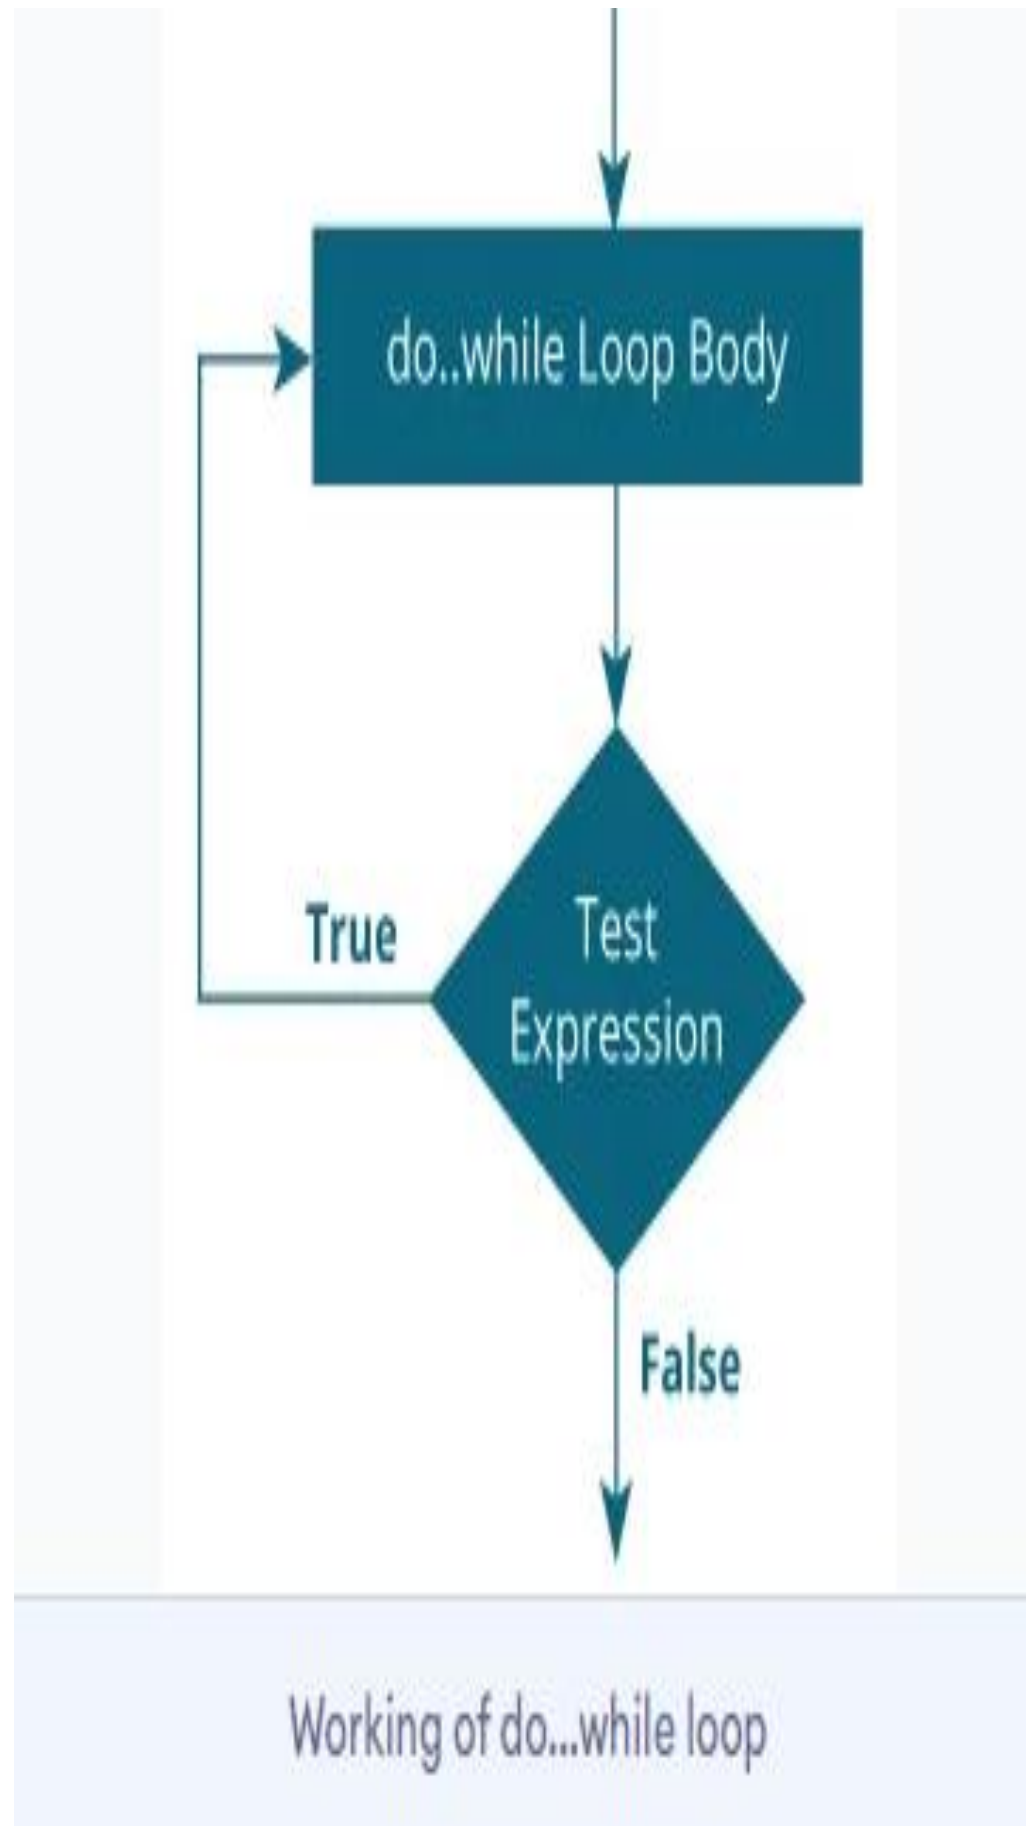 do..while Loop Body
True
Test
Expression
False
Working of do...while loop